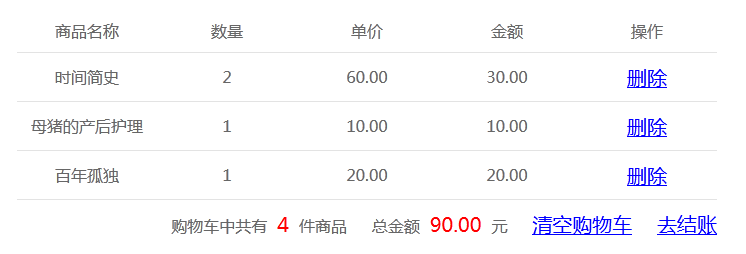 商品名称 数量 单价 金额 操作
时间简史 2 60.00 30.00 删除
母猪的产后护理 1 10.00 10.00 删除
百年孤独 1 20.00 20.00 删除
购物车中共有 4 件商品 总金额 90.00 元 清空购物车 去结账